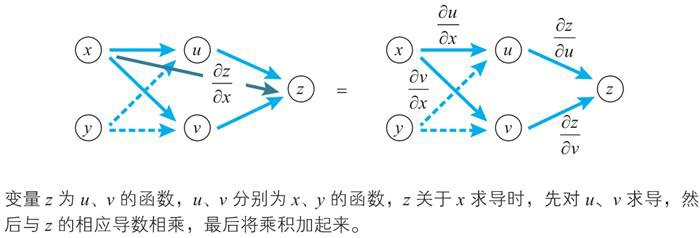 ∂u/∂x ∂z/∂u
x u x u
∂z/∂x z = ∂v/∂x z
y v y v
∂z/∂v
变量 z 为 u、v 的函数，u、v 分别为 x、y 的函数，z 关于 x 求导时，先对 u、v 求导，然
后与 z 的相应导数相乘，最后将乘积加起来。